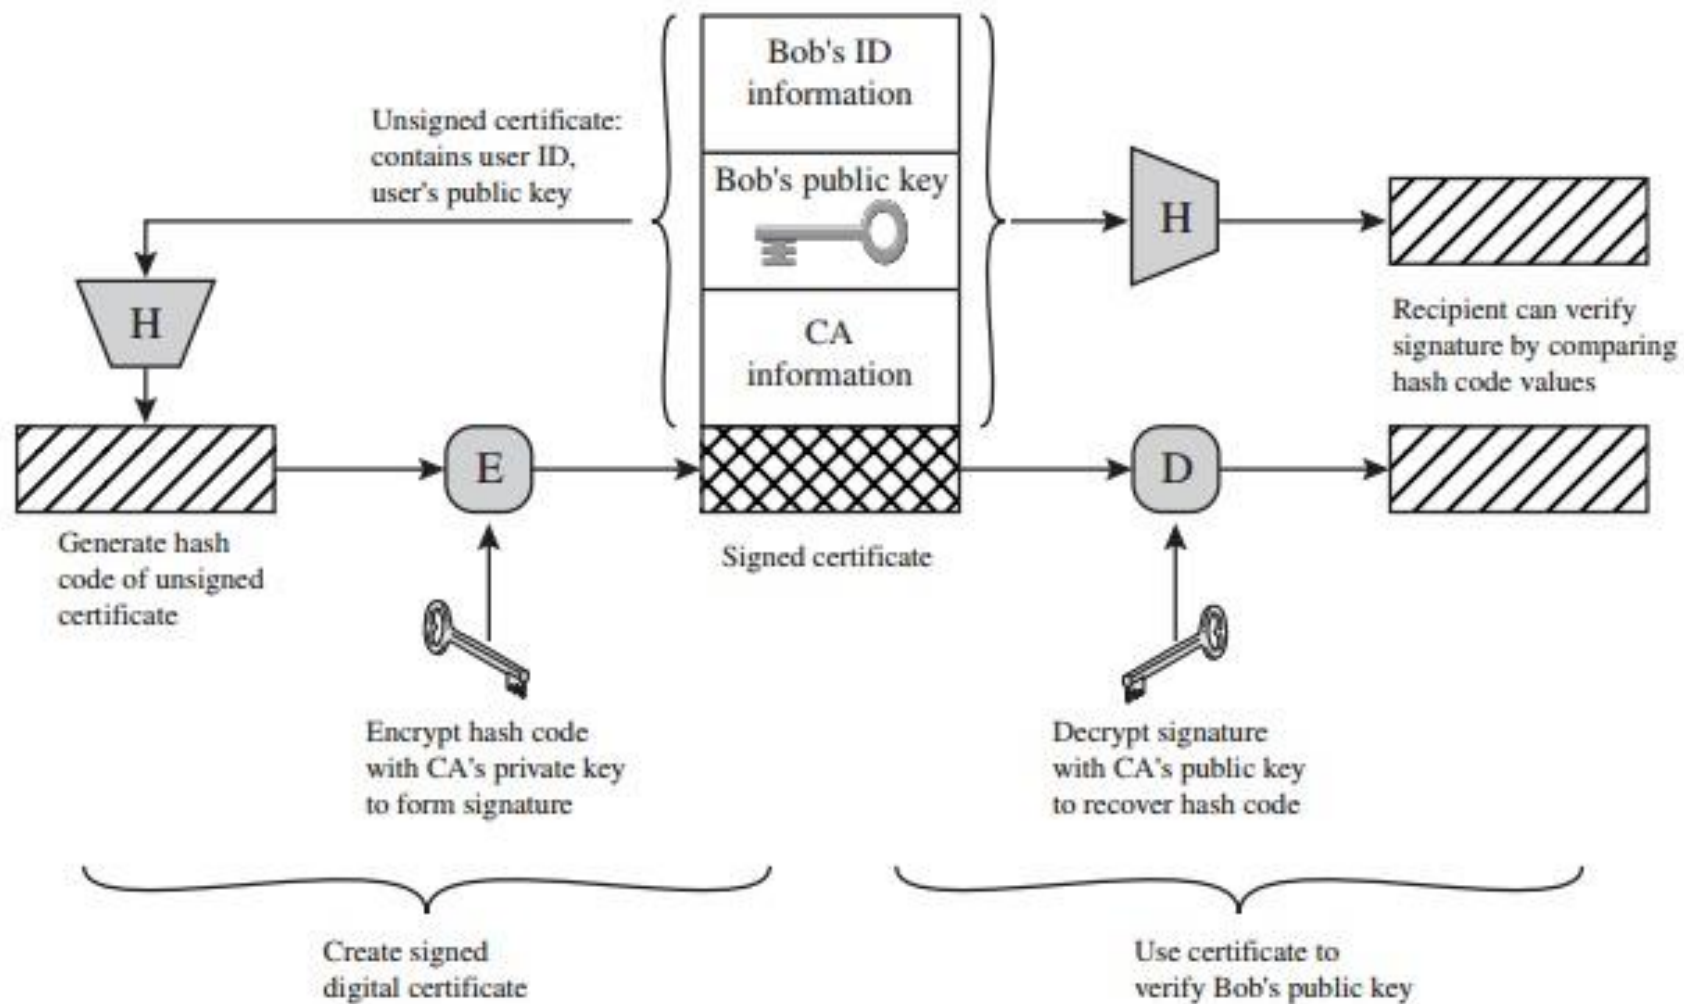 Bob's ID
information
Unsigned certificate:
contains user ID,
user's public key
Bob's public key
H
H
CA
information
Recipient can verify
signature by comparing
hash code values
E
D
Generate hash
code of unsigned
certificate
Signed certificate
Encrypt hash code
with CA's private key
to form signature
Decrypt signature
with CA's public key
to recover hash code
Create signed
digital certificate
Use certificate to
verify Bob's public key